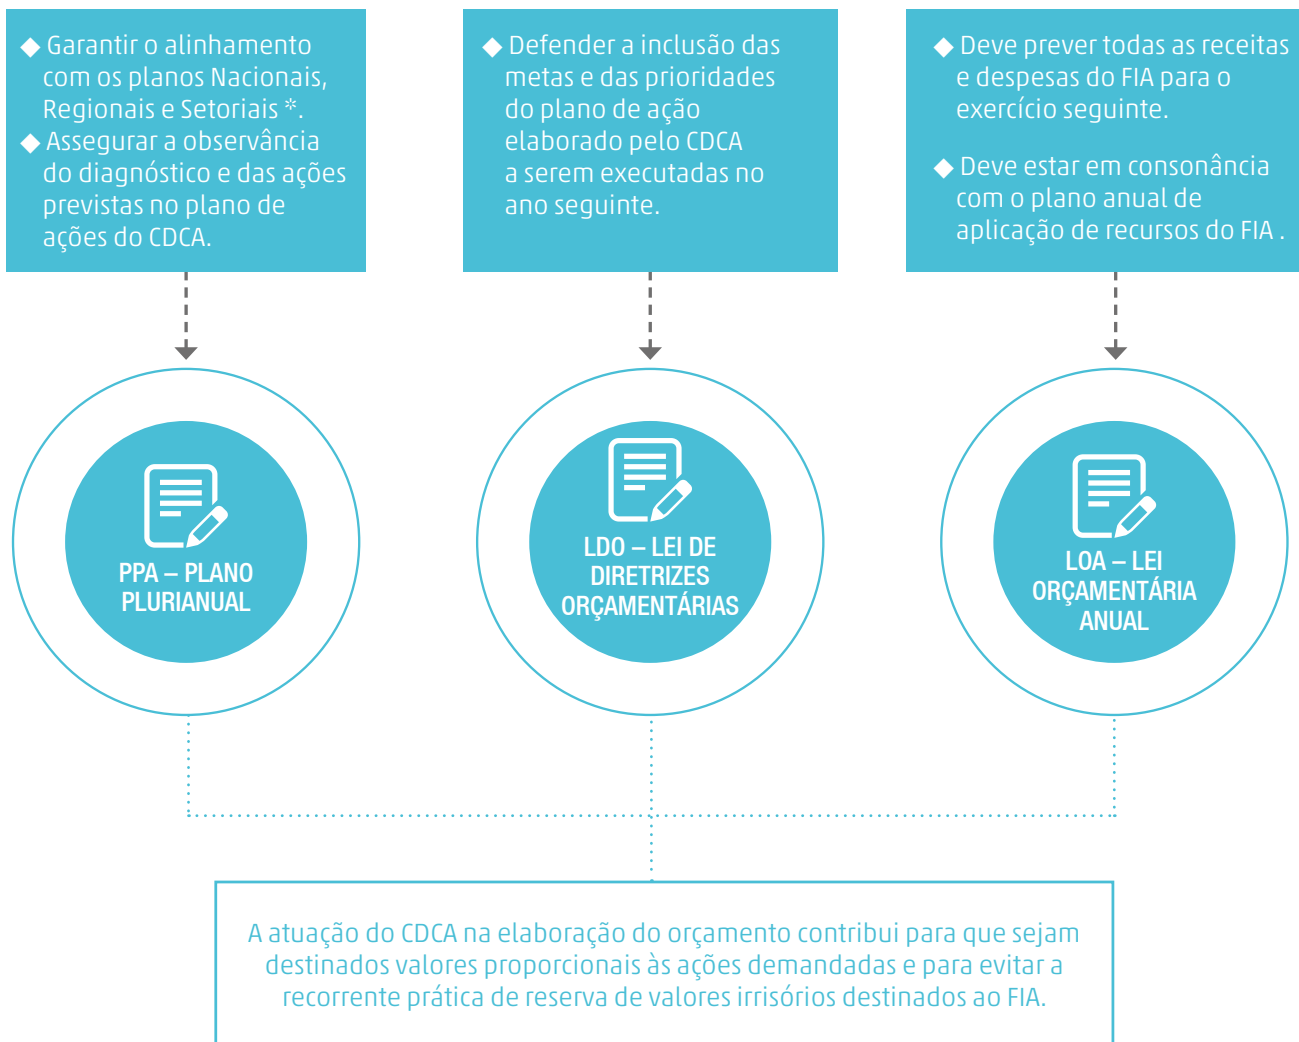 ◆ Garantir o alinhamento
com os planos Nacionais,
Regionais e Setoriais *.
◆ Assegurar a observância
do diagnóstico e das ações
previstas no plano de
ações do CDCA.
◆ Defender a inclusão das
metas e das prioridades
do plano de ação
elaborado pelo CDCA
a serem executadas no
ano seguinte.
◆ Deve prever todas as receitas
e despesas do FIA para o
exercício seguinte.
◆ Deve estar em consonância
com o plano anual de
aplicação de recursos do FIA .
PPA – PLANO
PLURIANUAL
LDO – LEI DE
DIRETRIZES
ORÇAMENTÁRIAS
LOA – LEI
ORÇAMENTÁRIA
ANUAL
A atuação do CDCA na elaboração do orçamento contribui para que sejam
destinados valores proporcionais às ações demandadas e para evitar a
recorrente prática de reserva de valores irrisórios destinados ao FIA.